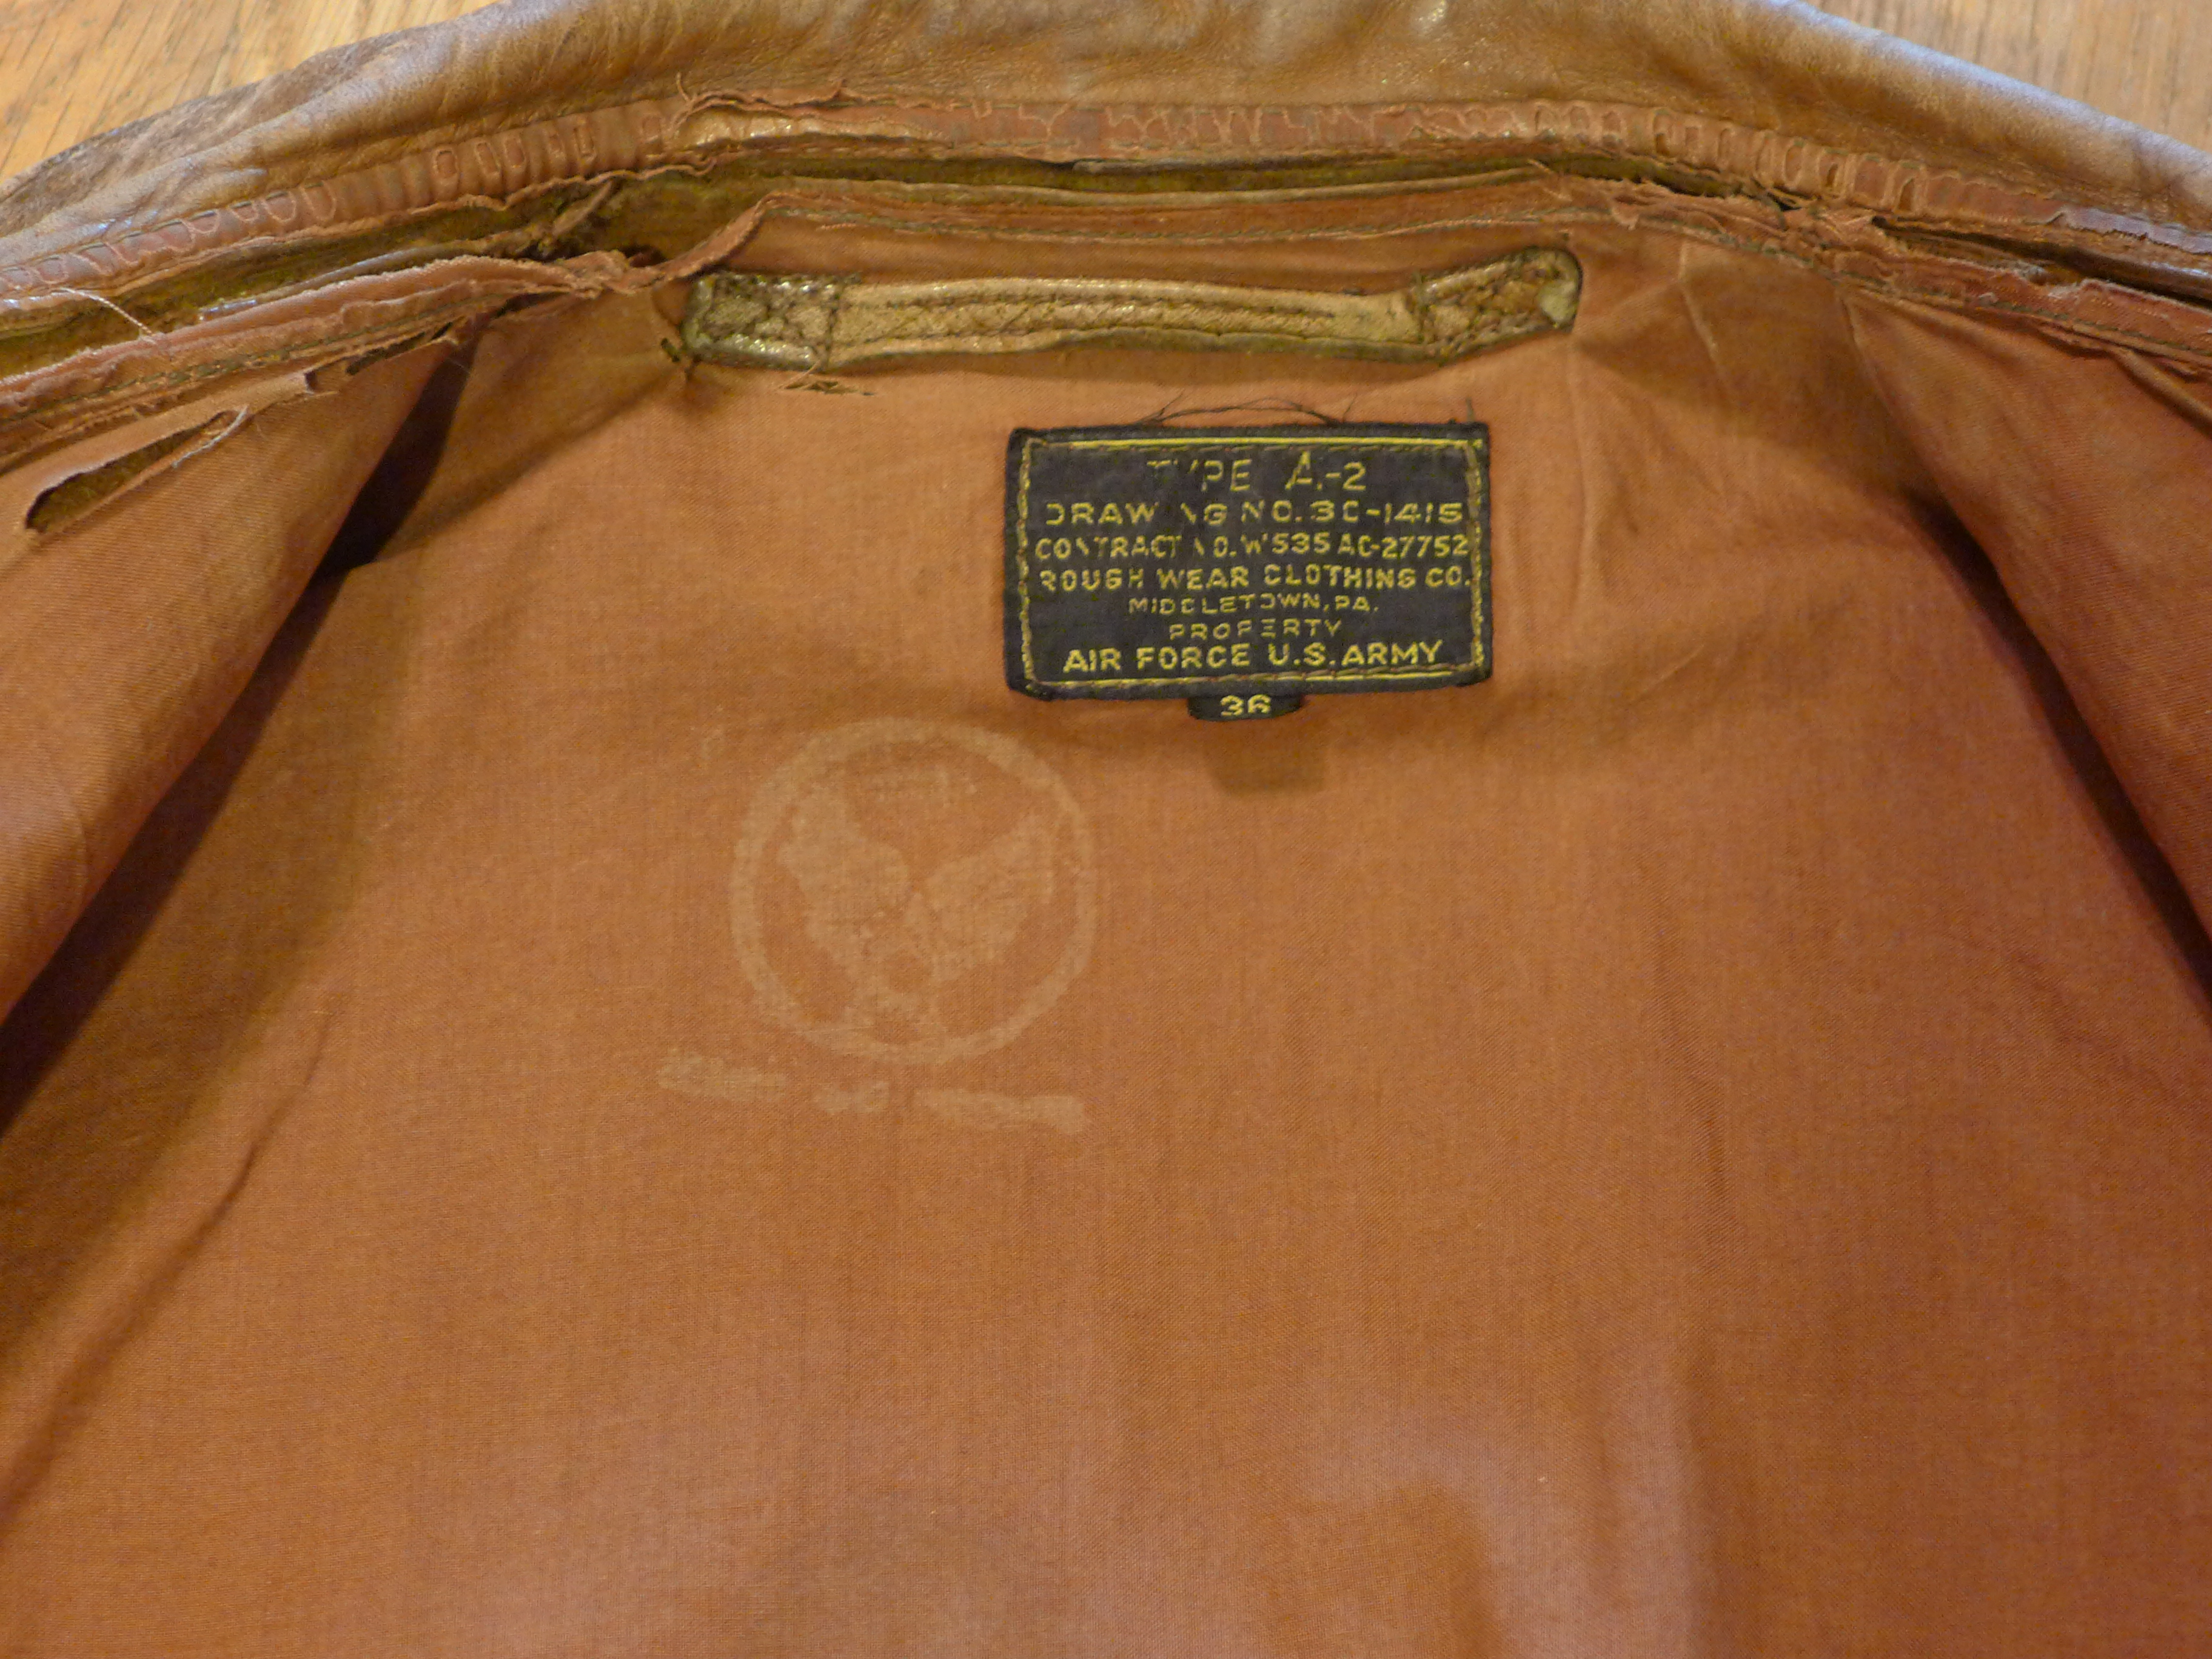 TYPE A-2
DRAWING NO. 30-1415
CONTRACT NO. W535 AC-27752
ROUGH WEAR CLOTHING CO.
MIDDLETOWN, PA.
PROPERTY
AIR FORCE U.S. ARMY
36